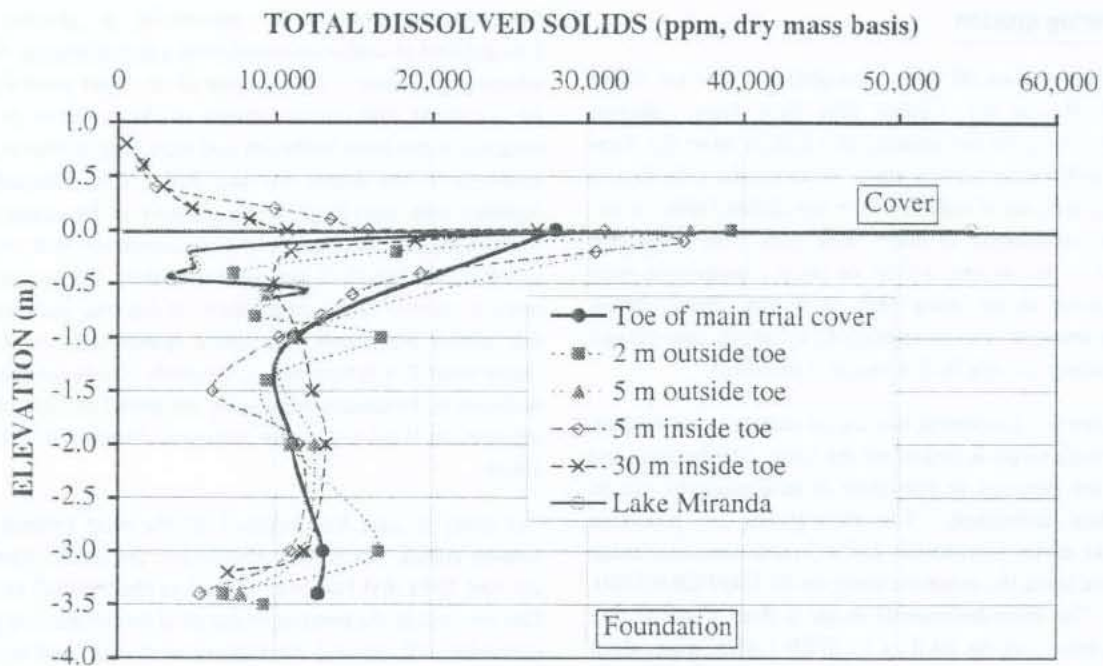 TOTAL DISSOLVED SOLIDS (ppm, dry mass basis)
0 10,000 20,000 30,000 40,000 50,000 60,000
ELEVATION (m)
1.0
0.5
0.0
-0.5
-1.0
-1.5
-2.0
-2.5
-3.0
-3.5
-4.0
Cover
Toe of main trial cover
2 m outside toe
5 m outside toe
5 m inside toe
30 m inside toe
Lake Miranda
Foundation